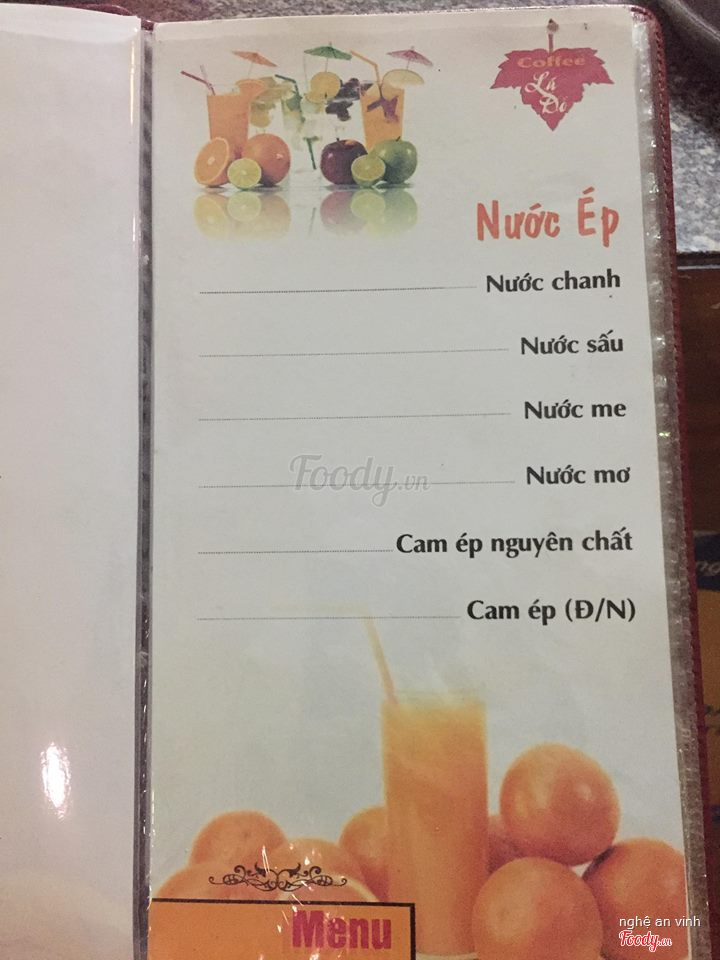 Coffee
Lá
Đỏ
Nước Ép
Nước chanh
Nước sấu
Nước me
Nước mơ
Foody.vn
Cam ép nguyên chất
Cam ép (Đ/N)
Menu
nghệ an vinh
Foody.vn